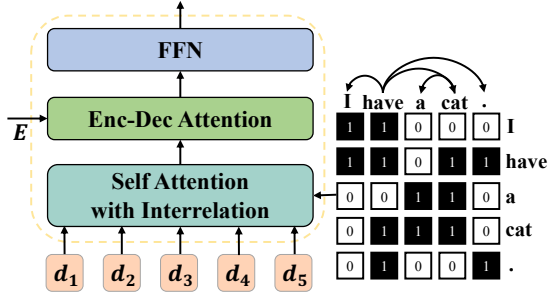 FFN
Enc-Dec Attention
E
Self Attention
with Interrelation
d1 d2 d3 d4 d5
I have a cat .
1 1 0 0 0 I
1 1 0 1 1 have
0 0 1 1 0 a
0 1 1 1 0 cat
0 1 0 0 1 .